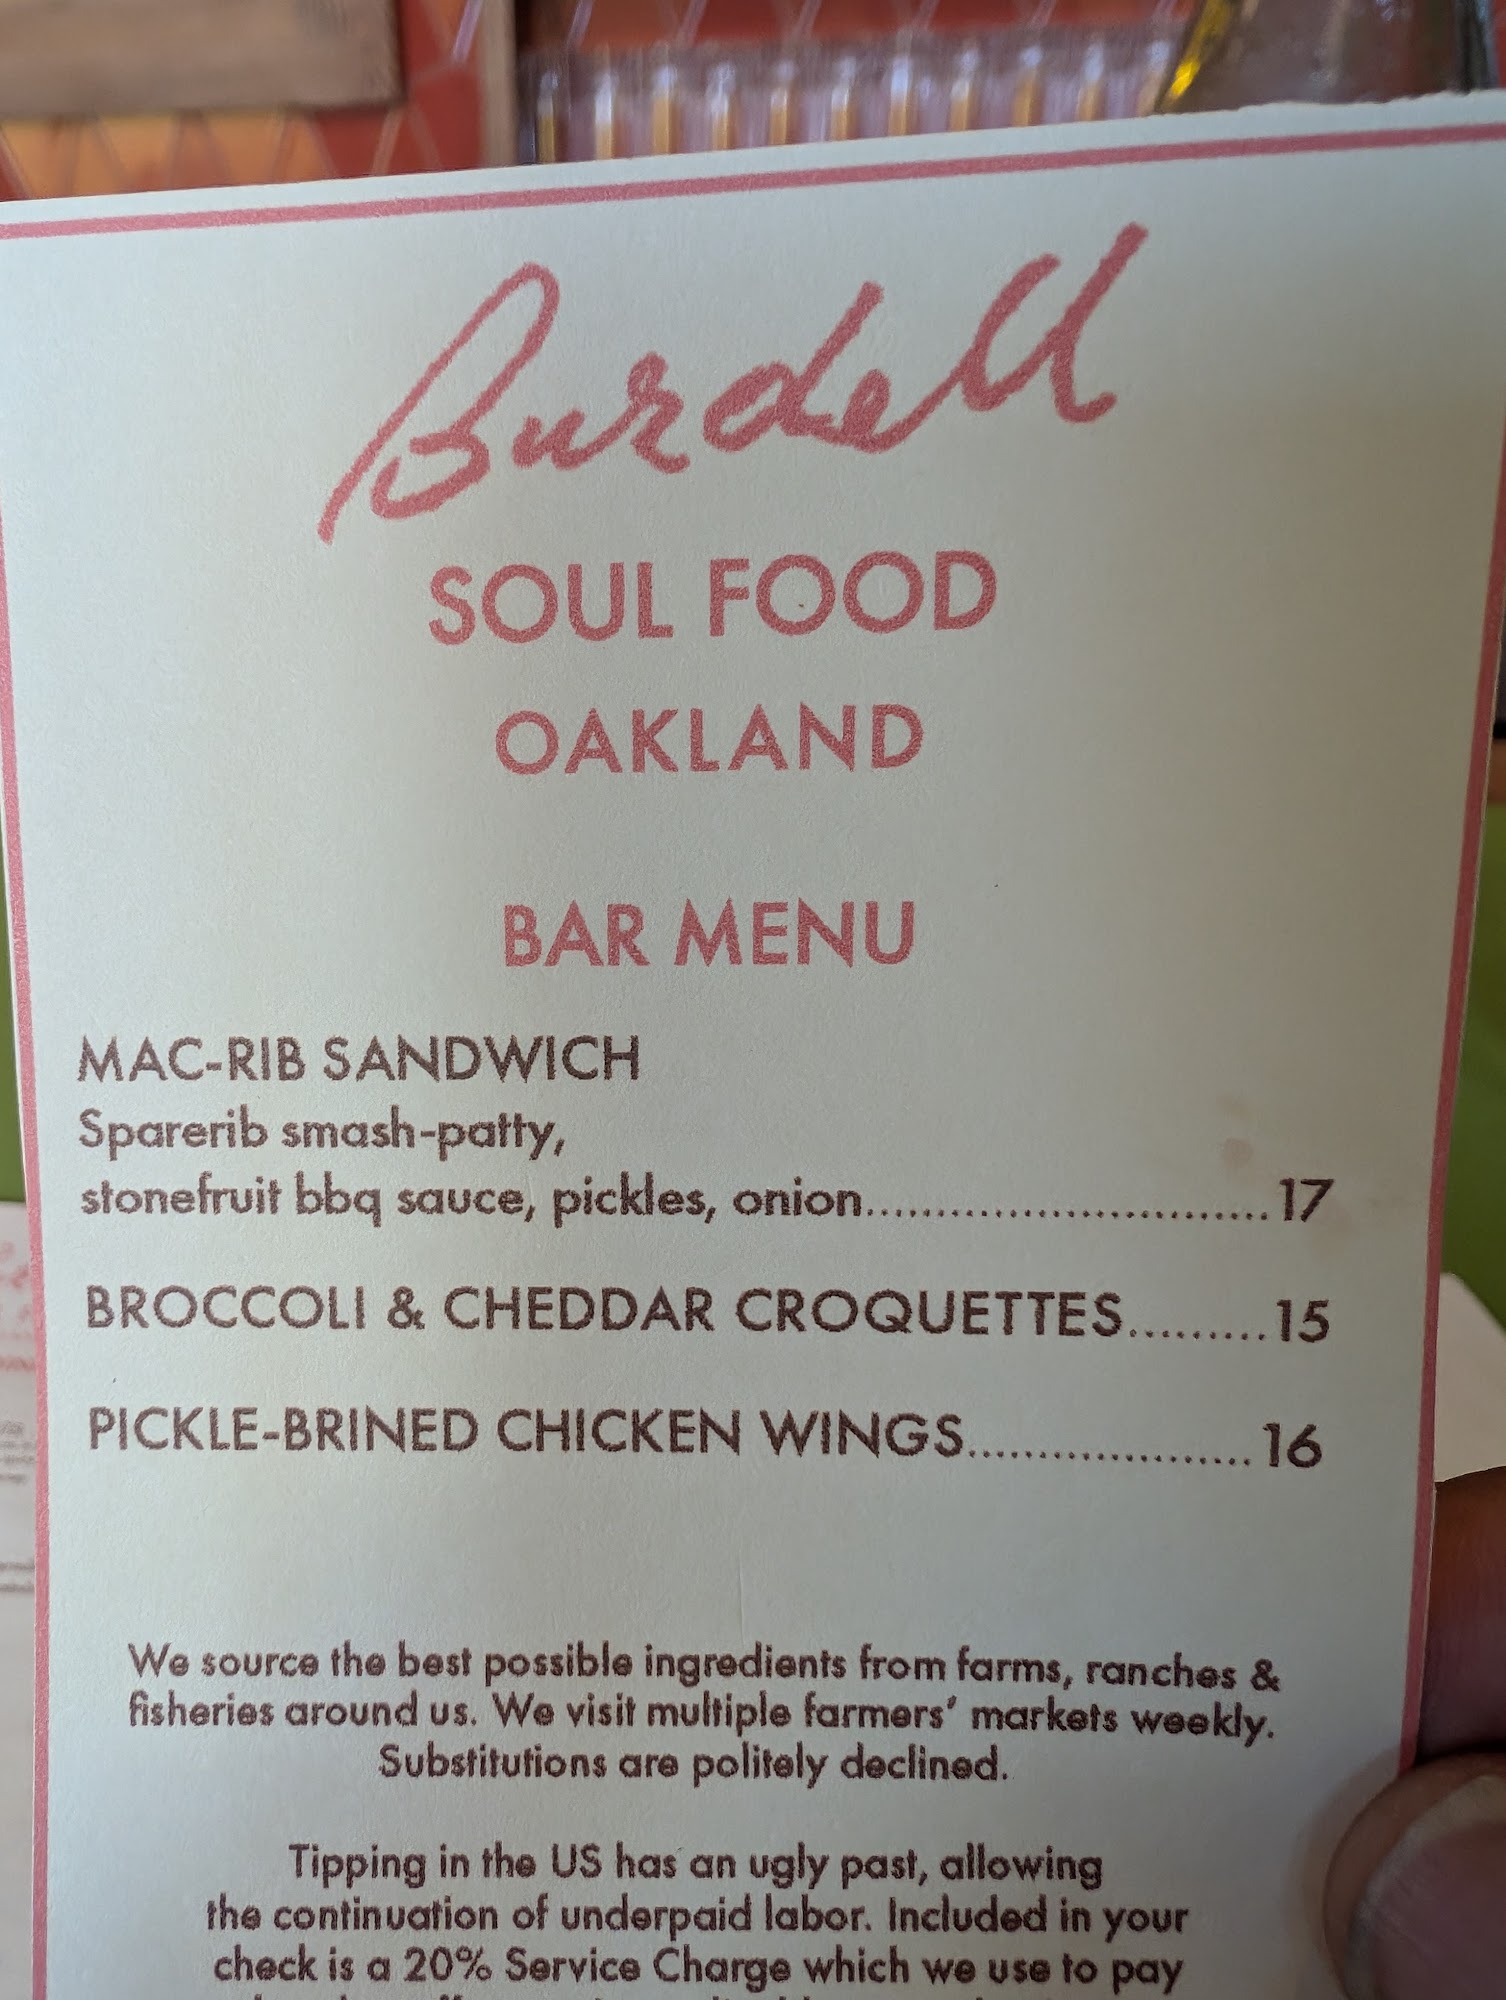 Burdell
SOUL FOOD
OAKLAND
BAR MENU
MAC-RIB SANDWICH
Sparerib smash-patty,
stonefruit bbq sauce, pickles, onion............................17
BROCCOLI & CHEDDAR CROQUETTES..........15
PICKLE-BRINED CHICKEN WINGS....................16
We source the best possible ingredients from farms, ranches &
fisheries around us. We visit multiple farmers' markets weekly.
Substitutions are politely declined.
Tipping in the US has an ugly past, allowing
the continuation of underpaid labor. Included in your
check is a 20% Service Charge which we use to pay